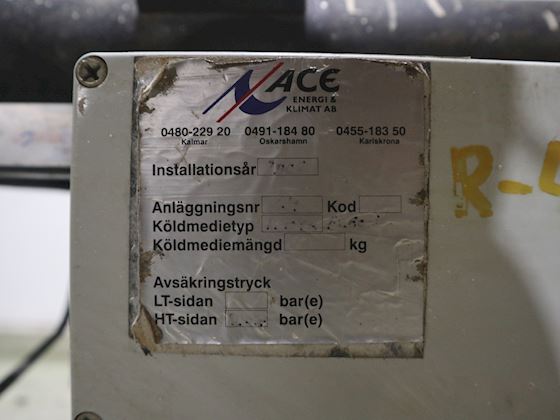 ACE
ENERGI &
KLIMAT AB
0480-229 20 0491-184 80 0455-183 50
Kalmar Oskarshamn Karlskrona
Installationsår
Anläggningsnr Kod
Köldmedietyp
Köldmediemängd kg
Avsäkringstryck
LT-sidan bar(e)
HT-sidan bar(e)
R-